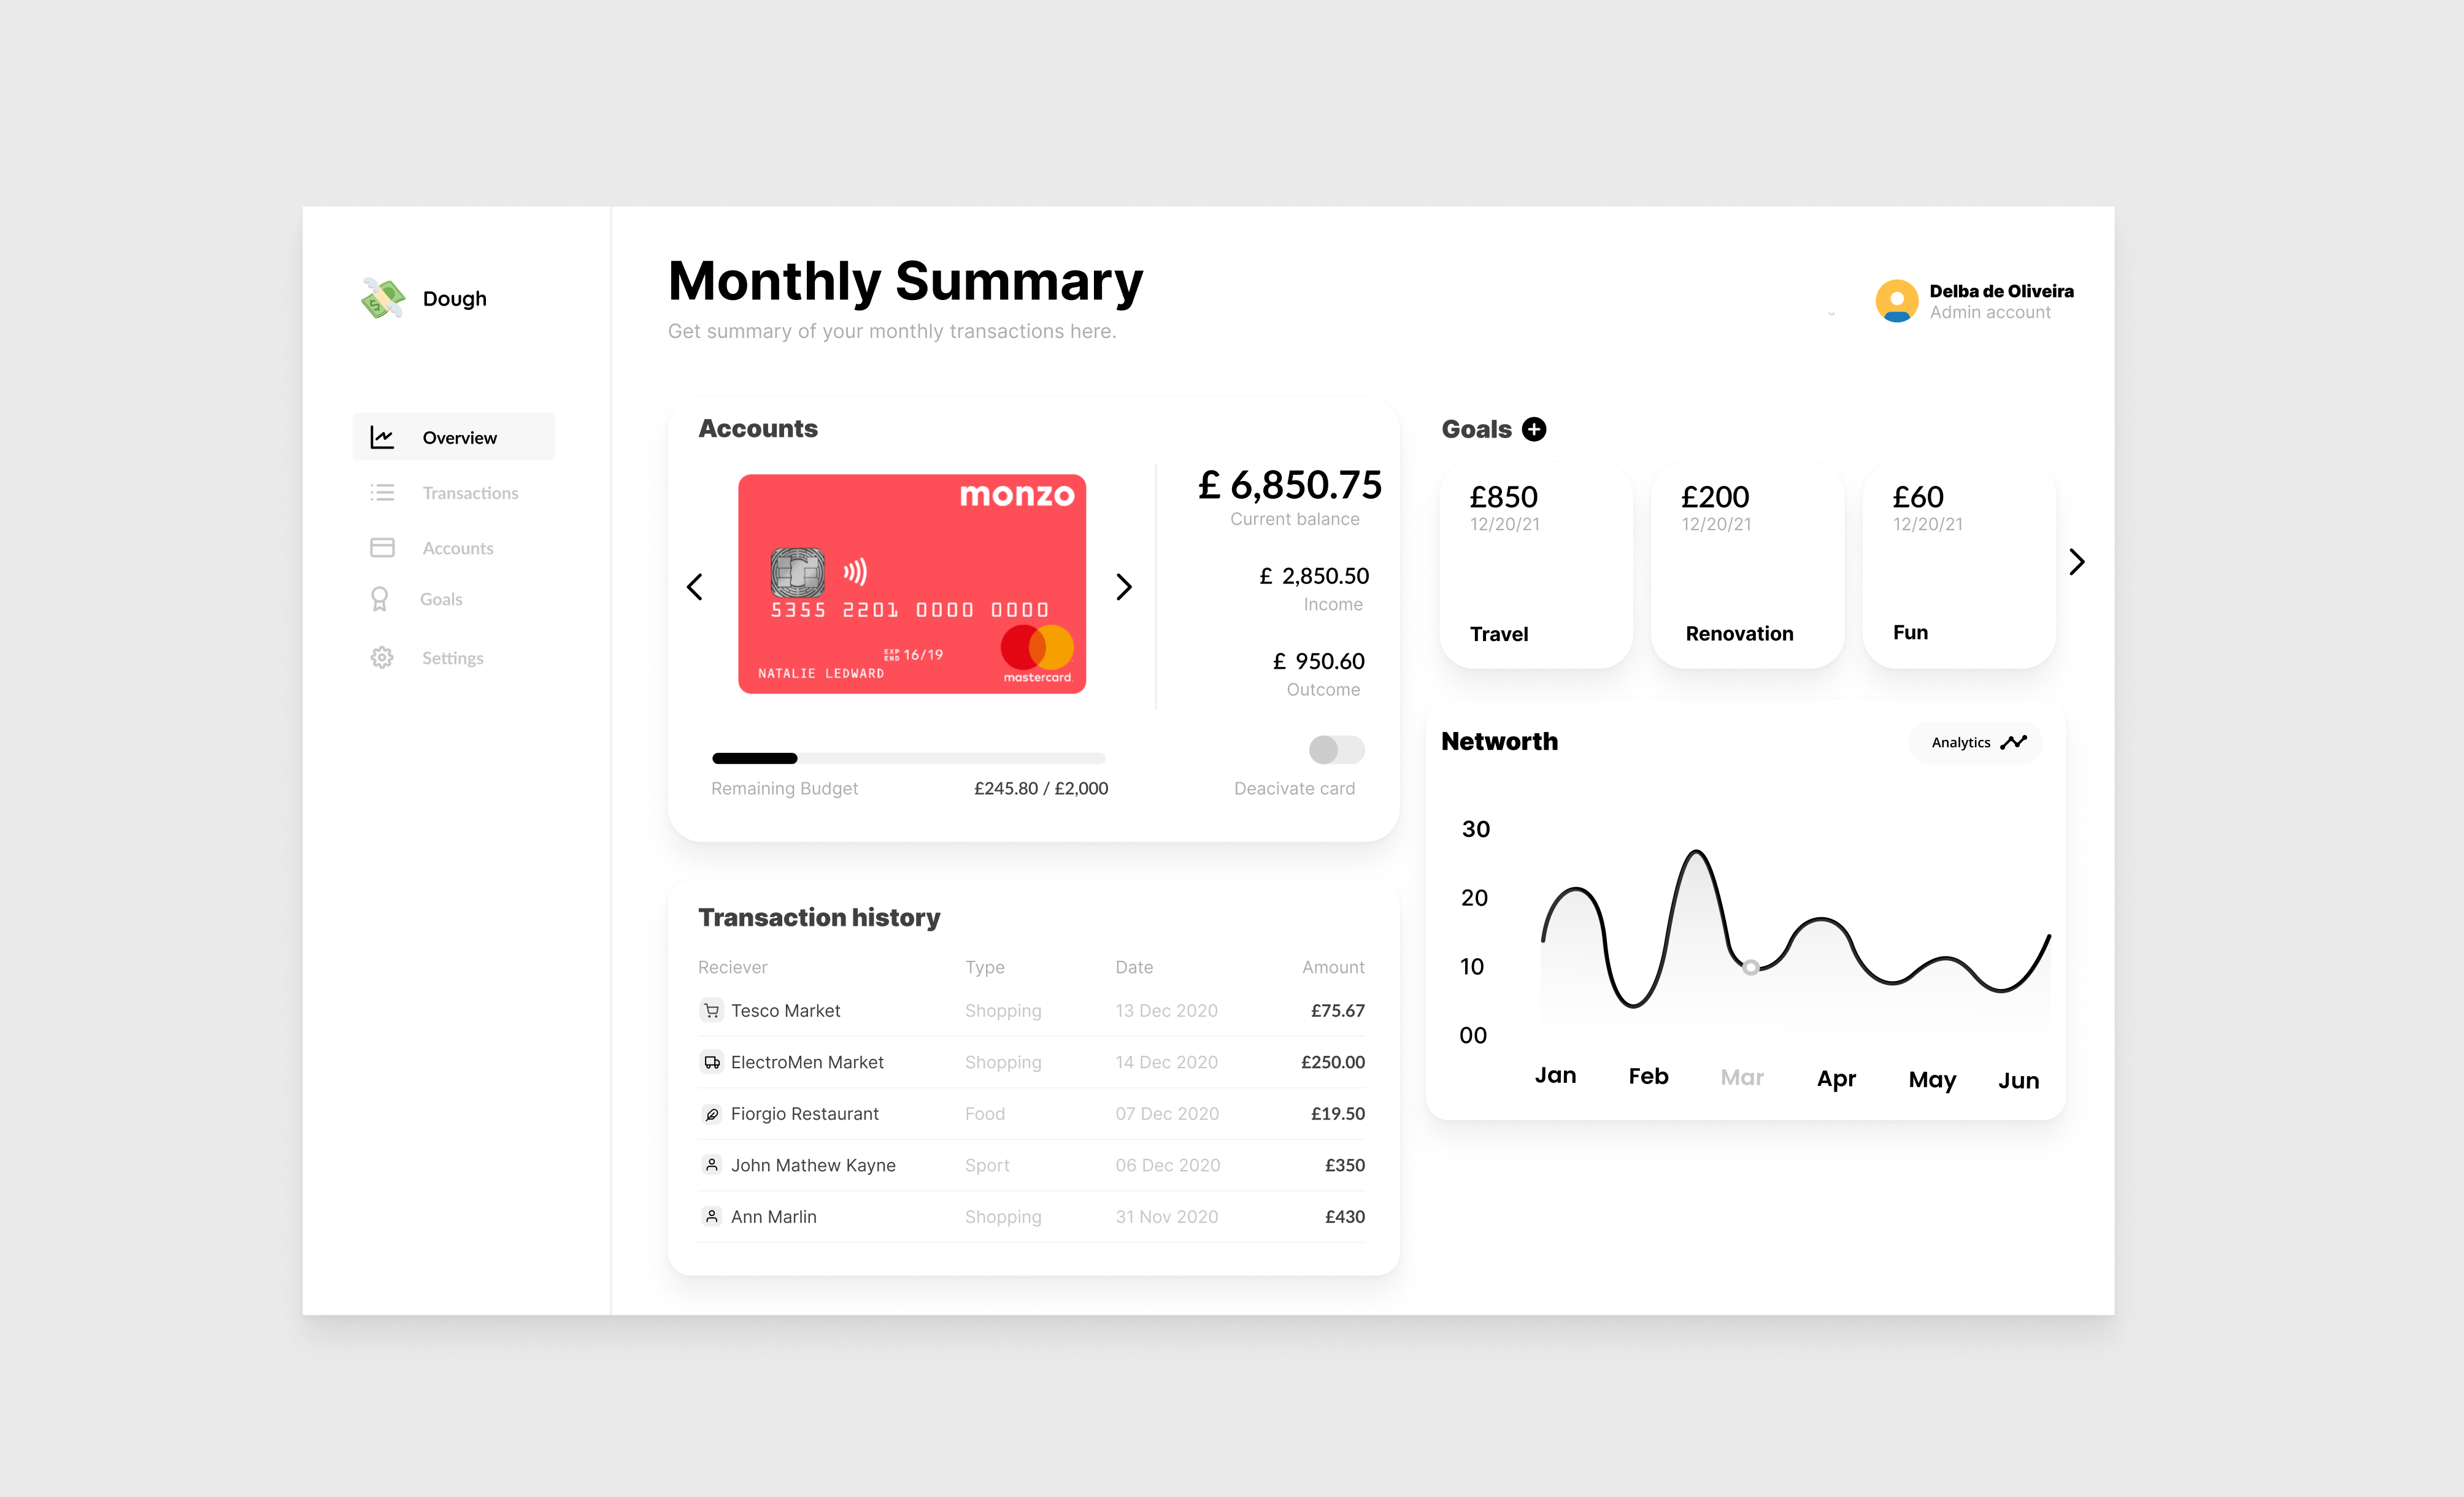 Dough
Overview
Transactions
Accounts
Goals
Settings
Monthly Summary
Get summary of your monthly transactions here.
Delba de Oliveira
Admin account
Accounts
monzo
5355 2201 0000 0000
EXP END 16/19
NATALIE LEDWARD
mastercard.
£ 6,850.75
Current balance
£ 2,850.50
Income
£ 950.60
Outcome
Remaining Budget £245.80 / £2,000
Deacivate card
Goals
£850
12/20/21
Travel
£200
12/20/21
Renovation
£60
12/20/21
Fun
Networth
Analytics
30
20
10
00
Jan Feb Mar Apr May Jun
Transaction history
Reciever Type Date Amount
Tesco Market Shopping 13 Dec 2020 £75.67
ElectroMen Market Shopping 14 Dec 2020 £250.00
Fiorgio Restaurant Food 07 Dec 2020 £19.50
John Mathew Kayne Sport 06 Dec 2020 £350
Ann Marlin Shopping 31 Nov 2020 £430